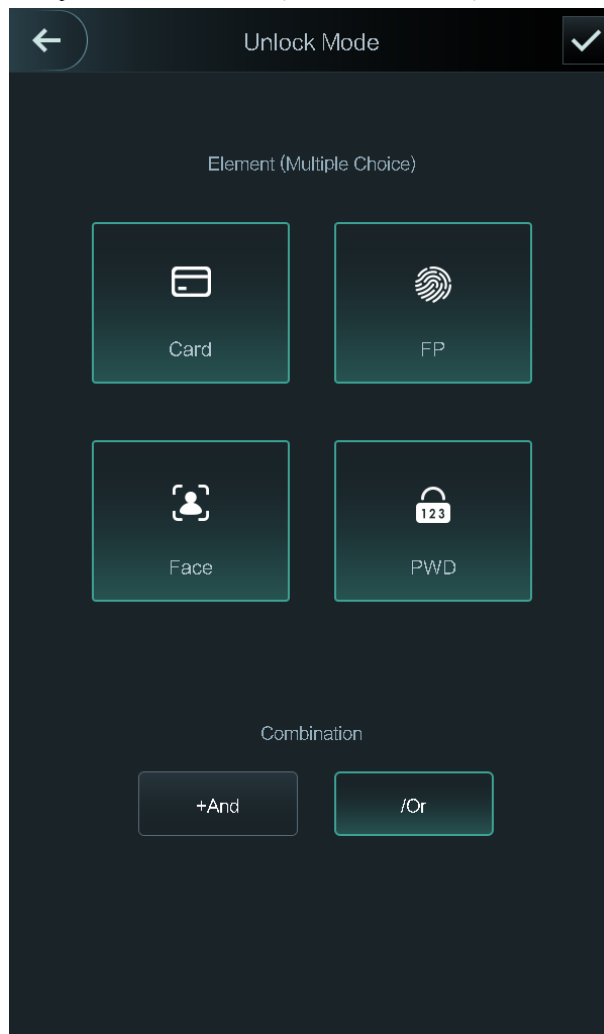 Unlock Mode
Element (Multiple Choice)
Card
FP
123
Face
PWD
Combination
+And
/Or